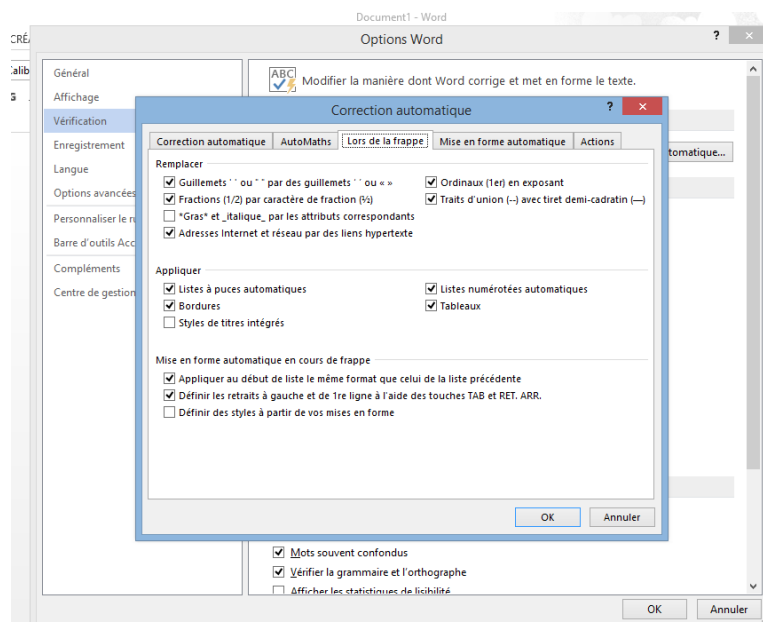 Document1 - Word
CRÉ
Options Word
?
×
Calib
G
Général
Affichage
Vérification
Enregistrement
Langue
Options avancées
Personnaliser le ru
Barre d'outils Acc
Compléments
Centre de gestion
ABC
Modifier la manière dont Word corrige et met en forme le texte.
tomatique...
Correction automatique
?
×
Correction automatique
AutoMaths
Lors de la frappe
Mise en forme automatique
Actions
Remplacer
Guillemets ' ' ou " " par des guillemets ' ' ou « »
Ordinaux (1er) en exposant
Fractions (1/2) par caractère de fraction (½)
Traits d'union (--) avec tiret demi-cadratin (—)
*Gras* et _italique_ par les attributs correspondants
Adresses Internet et réseau par des liens hypertexte
Appliquer
Listes à puces automatiques
Listes numérotées automatiques
Bordures
Tableaux
Styles de titres intégrés
Mise en forme automatique en cours de frappe
Appliquer au début de liste le même format que celui de la liste précédente
Définir les retraits à gauche et de 1re ligne à l'aide des touches TAB et RET. ARR.
Définir des styles à partir de vos mises en forme
OK
Annuler
Mots souvent confondus
Vérifier la grammaire et l'orthographe
Afficher les statistiques de lisibilité
OK
Annuler